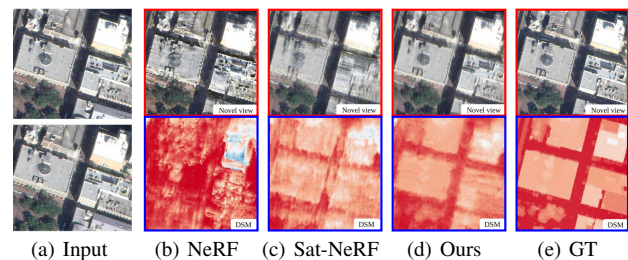 Novel view
Novel view
Novel view
Novel view
DSM
DSM
DSM
DSM
(a) Input
(b) NeRF
(c) Sat-NeRF
(d) Ours
(e) GT